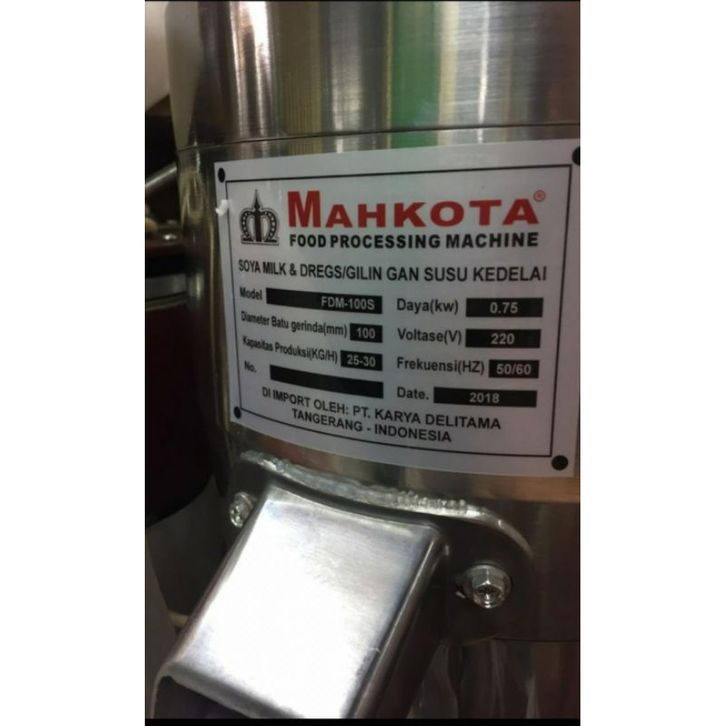 MAHKOTA®
FOOD PROCESSING MACHINE
SOYA MILK & DREGS/GILIN GAN SUSU KEDELAI
Model FDM-100S Daya(kw) 0.75
Diameter Batu gerinda(mm) 100 Voltase(V) 220
Kapasitas Produksi(KG/H) 25-30 Frekuensi(HZ) 50/60
No. Date. 2018
DI IMPORT OLEH: PT. KARYA DELITAMA
TANGERANG - INDONESIA